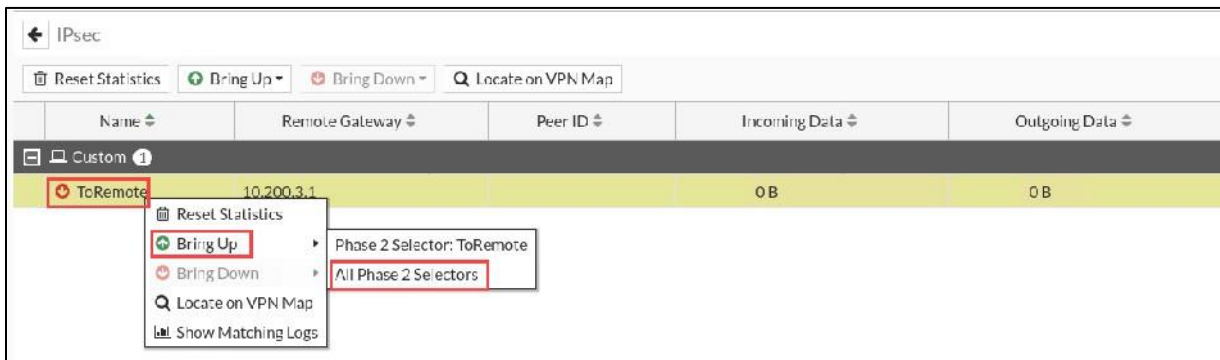 IPsec
Reset Statistics Bring Up Bring Down Locate on VPN Map
Name Remote Gateway Peer ID Incoming Data Outgoing Data
Custom 1
ToRemote 10.200.3.1 0 B 0 B
Reset Statistics
Bring Up Phase 2 Selector: ToRemote
Bring Down All Phase 2 Selectors
Locate on VPN Map
Show Matching Logs